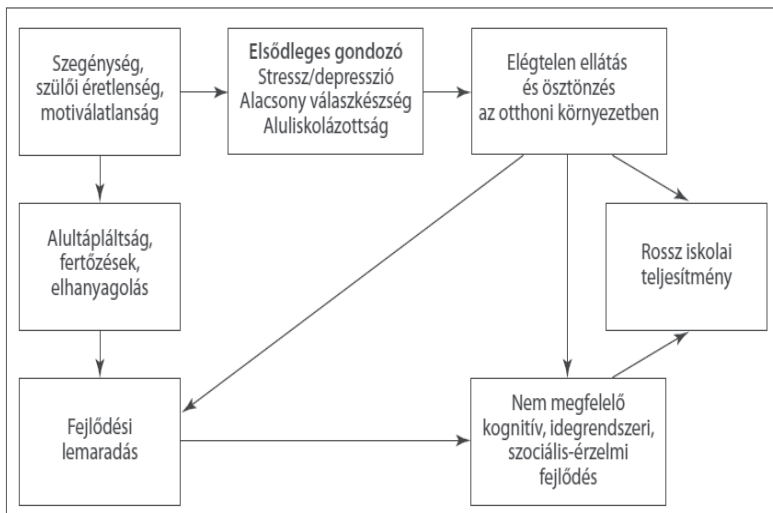 Szegénység,
szülői éretlenség,
motiválatlanság
Elsődleges gondozó
Stressz/depresszió
Alacsony válaszkészség
Aluliskolázottság
Elégtelen ellátás
és ösztönzés
az otthoni környezetben
Alultápláltság,
fertőzések,
elhanyagolás
Rossz iskolai
teljesítmény
Fejlődési
lemaradás
Nem megfelelő
kognitív, idegrendszeri,
szociális-érzelmi
fejlődés